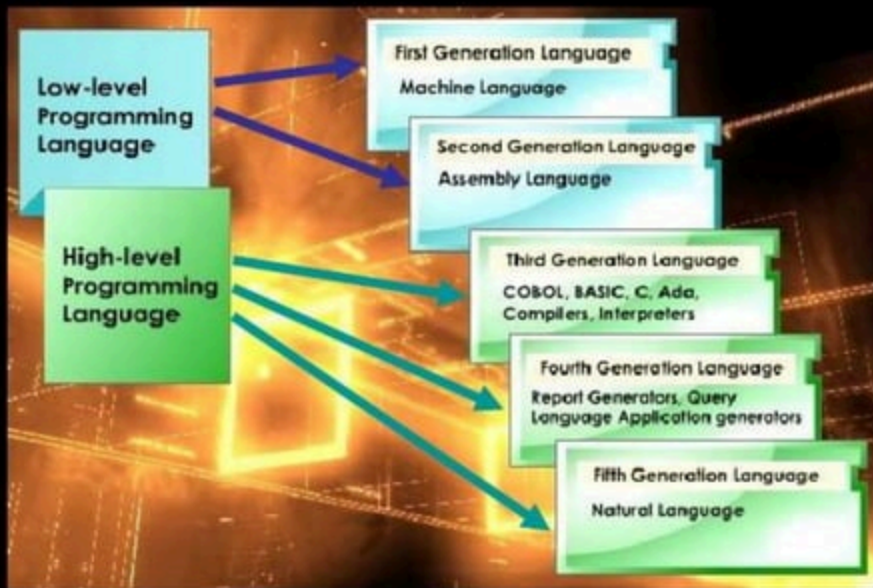 Low-level
Programming
Language
First Generation Language
Machine Language
Second Generation Language
Assembly Language
High-level
Programming
Language
Third Generation Language
COBOL, BASIC, C, Ada,
Compilers, Interpreters
Fourth Generation Language
Report Generators, Query
Language Application generators
Fifth Generation Language
Natural Language